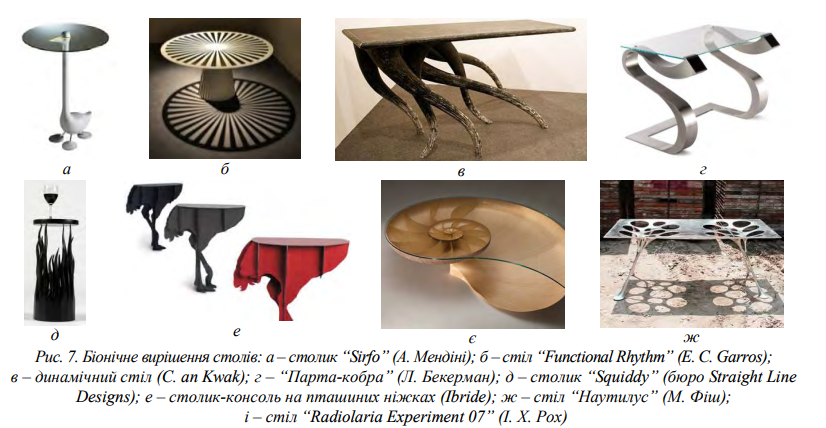 а
б
в
г
д
е
є
ж
Рис. 7. Біонічне вирішення столів: а – столик “Sirfo” (А. Мендіні); б – стіл “Functional Rhythm” (E. C. Garros);
в – динамічний стіл (C. an Kwak); г – “Парта-кобра” (Л. Бекерман); д – столик “Squiddy” (бюро Straight Line
Designs); е – столик-консоль на пташиних ніжках (Ibride); ж – стіл “Наутилус” (М. Фіш);
і – стіл “Radiolaria Experiment 07” (І. Х. Рох)